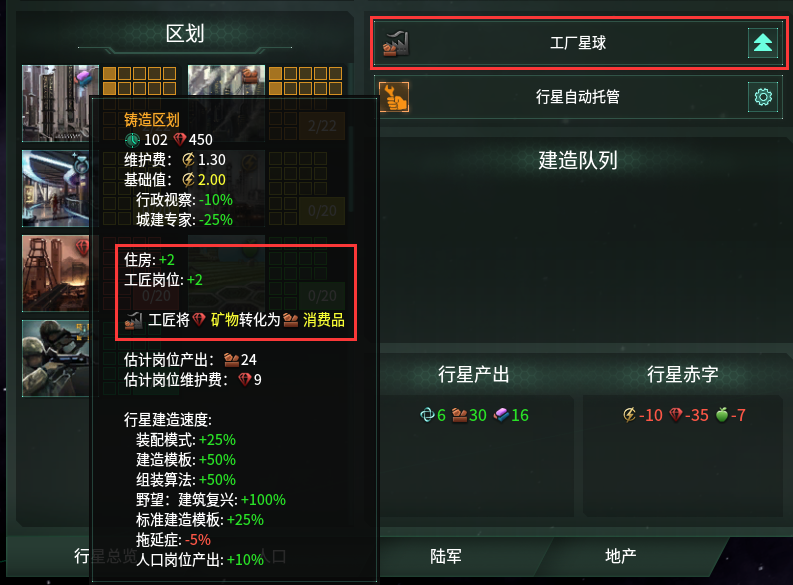 区划
工厂星球
行星自动托管
2/22
0/20
0/20
0/20
铸造区划
102 450
维护费: 1.30
基础值: 2.00
行政视察: -10%
城建专家: -25%
住房: +2
工匠岗位: +2
工匠将 矿物转化为 消费品
估计岗位产出: 24
估计岗位维护费: 9
行星建造速度:
装配模式: +25%
建造模板: +50%
组装算法: +50%
野望: 建筑复兴: +100%
标准建造模板: +25%
拖延症: -5%
人口岗位产出: +10%
建造队列
行星产出
6 30 16
行星赤字
-10 -35 -7
行星总览
人口
陆军
地产